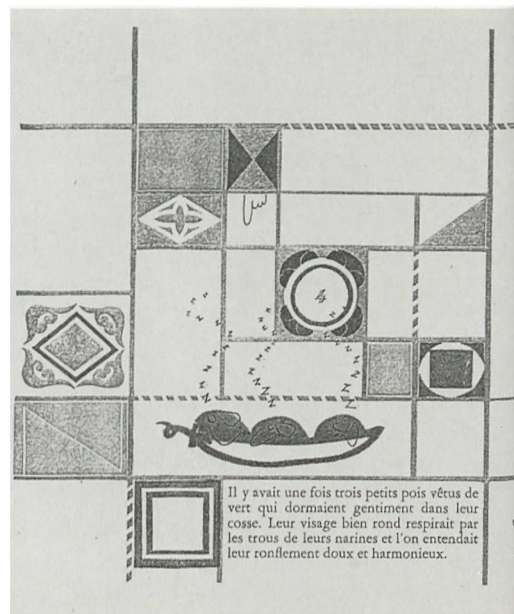 4
Il y avait une fois trois petits pois vêtus de
vert qui dormaient gentiment dans leur
cosse. Leur visage bien rond respirait par
les trous de leurs narines et l'on entendait
leur ronflement doux et harmonieux.